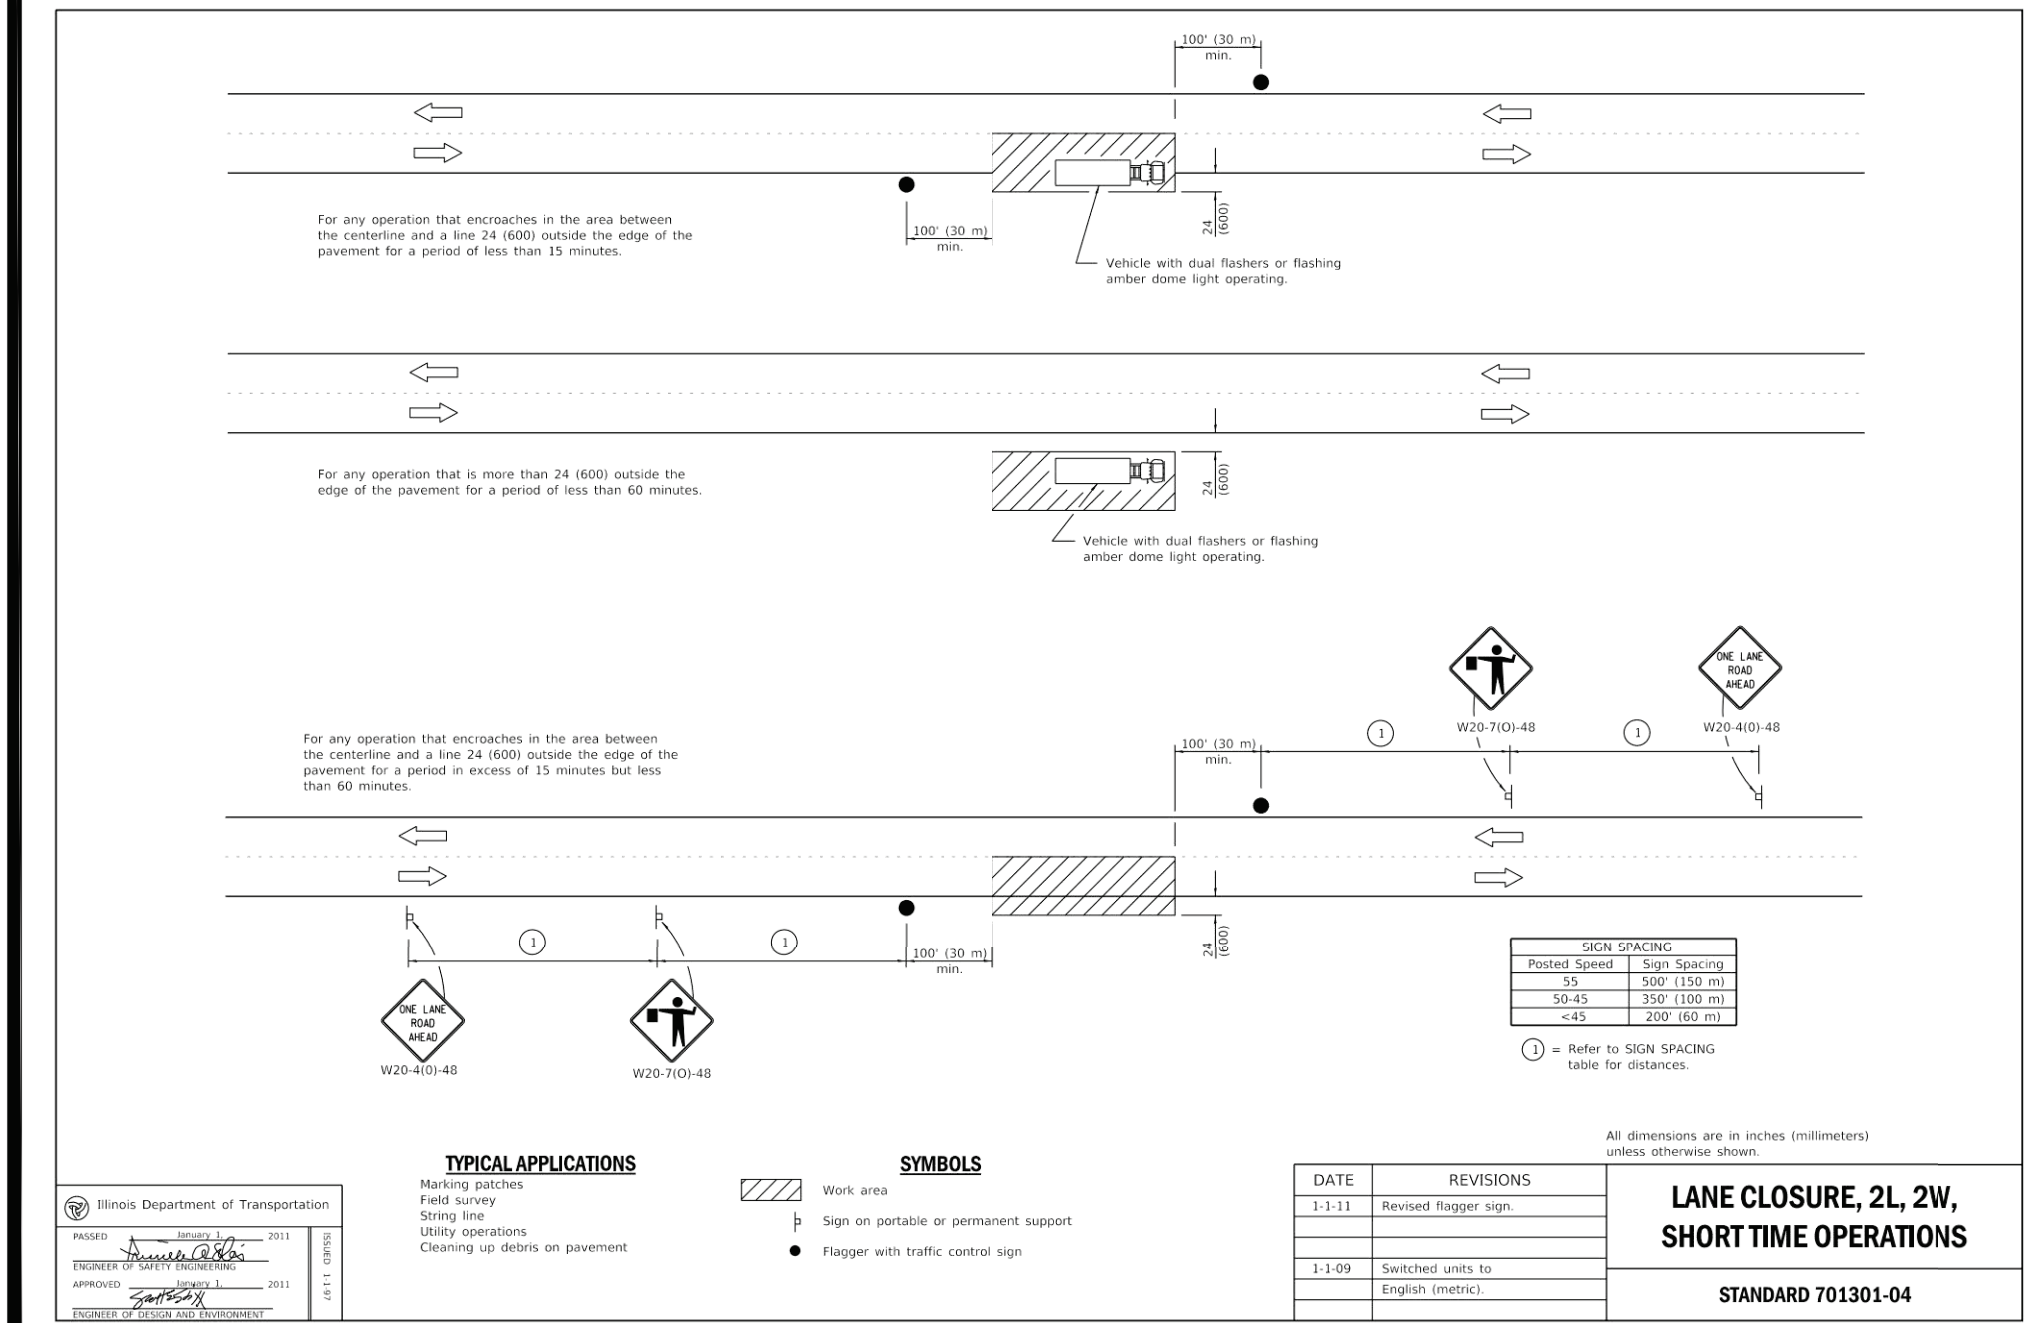 100' (30 m)
min.
For any operation that encroaches in the area between
the centerline and a line 24 (600) outside the edge of the
pavement for a period of less than 15 minutes.
100' (30 m)
min.
24
(600)
Vehicle with dual flashers or flashing
amber dome light operating.
For any operation that is more than 24 (600) outside the
edge of the pavement for a period of less than 60 minutes.
24
(600)
Vehicle with dual flashers or flashing
amber dome light operating.
For any operation that encroaches in the area between
the centerline and a line 24 (600) outside the edge of the
pavement for a period in excess of 15 minutes but less
than 60 minutes.
100' (30 m)
min.
1
W20-7(O)-48
1
ONE LANE
ROAD
AHEAD
W20-4(0)-48
1
1
100' (30 m)
min.
24
(600)
ONE LANE
ROAD
AHEAD
W20-4(0)-48
W20-7(O)-48
SIGN SPACING
Posted Speed Sign Spacing
55 500' (150 m)
50-45 350' (100 m)
<45 200' (60 m)
1 = Refer to SIGN SPACING
table for distances.
All dimensions are in inches (millimeters)
unless otherwise shown.
TYPICAL APPLICATIONS
Marking patches
Field survey
String line
Utility operations
Cleaning up debris on pavement
SYMBOLS
Work area
Sign on portable or permanent support
Flagger with traffic control sign
Illinois Department of Transportation
PASSED January 1, 2011
ENGINEER OF SAFETY ENGINEERING
APPROVED January 1, 2011
ENGINEER OF DESIGN AND ENVIRONMENT
ISSUED 1-1-97
DATE REVISIONS
1-1-11 Revised flagger sign.
1-1-09 Switched units to
English (metric).
LANE CLOSURE, 2L, 2W,
SHORT TIME OPERATIONS
STANDARD 701301-04